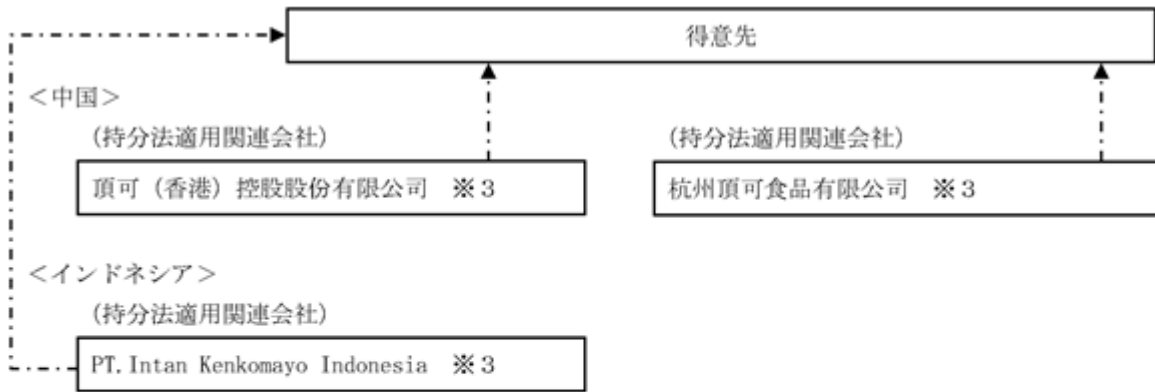 得意先
＜中国＞
(持分法適用関連会社)
(持分法適用関連会社)
頂可（香港）控股股份有限公司　※３
杭州頂可食品有限公司　※３
＜インドネシア＞
(持分法適用関連会社)
PT.Intan Kenkomayo Indonesia　※３